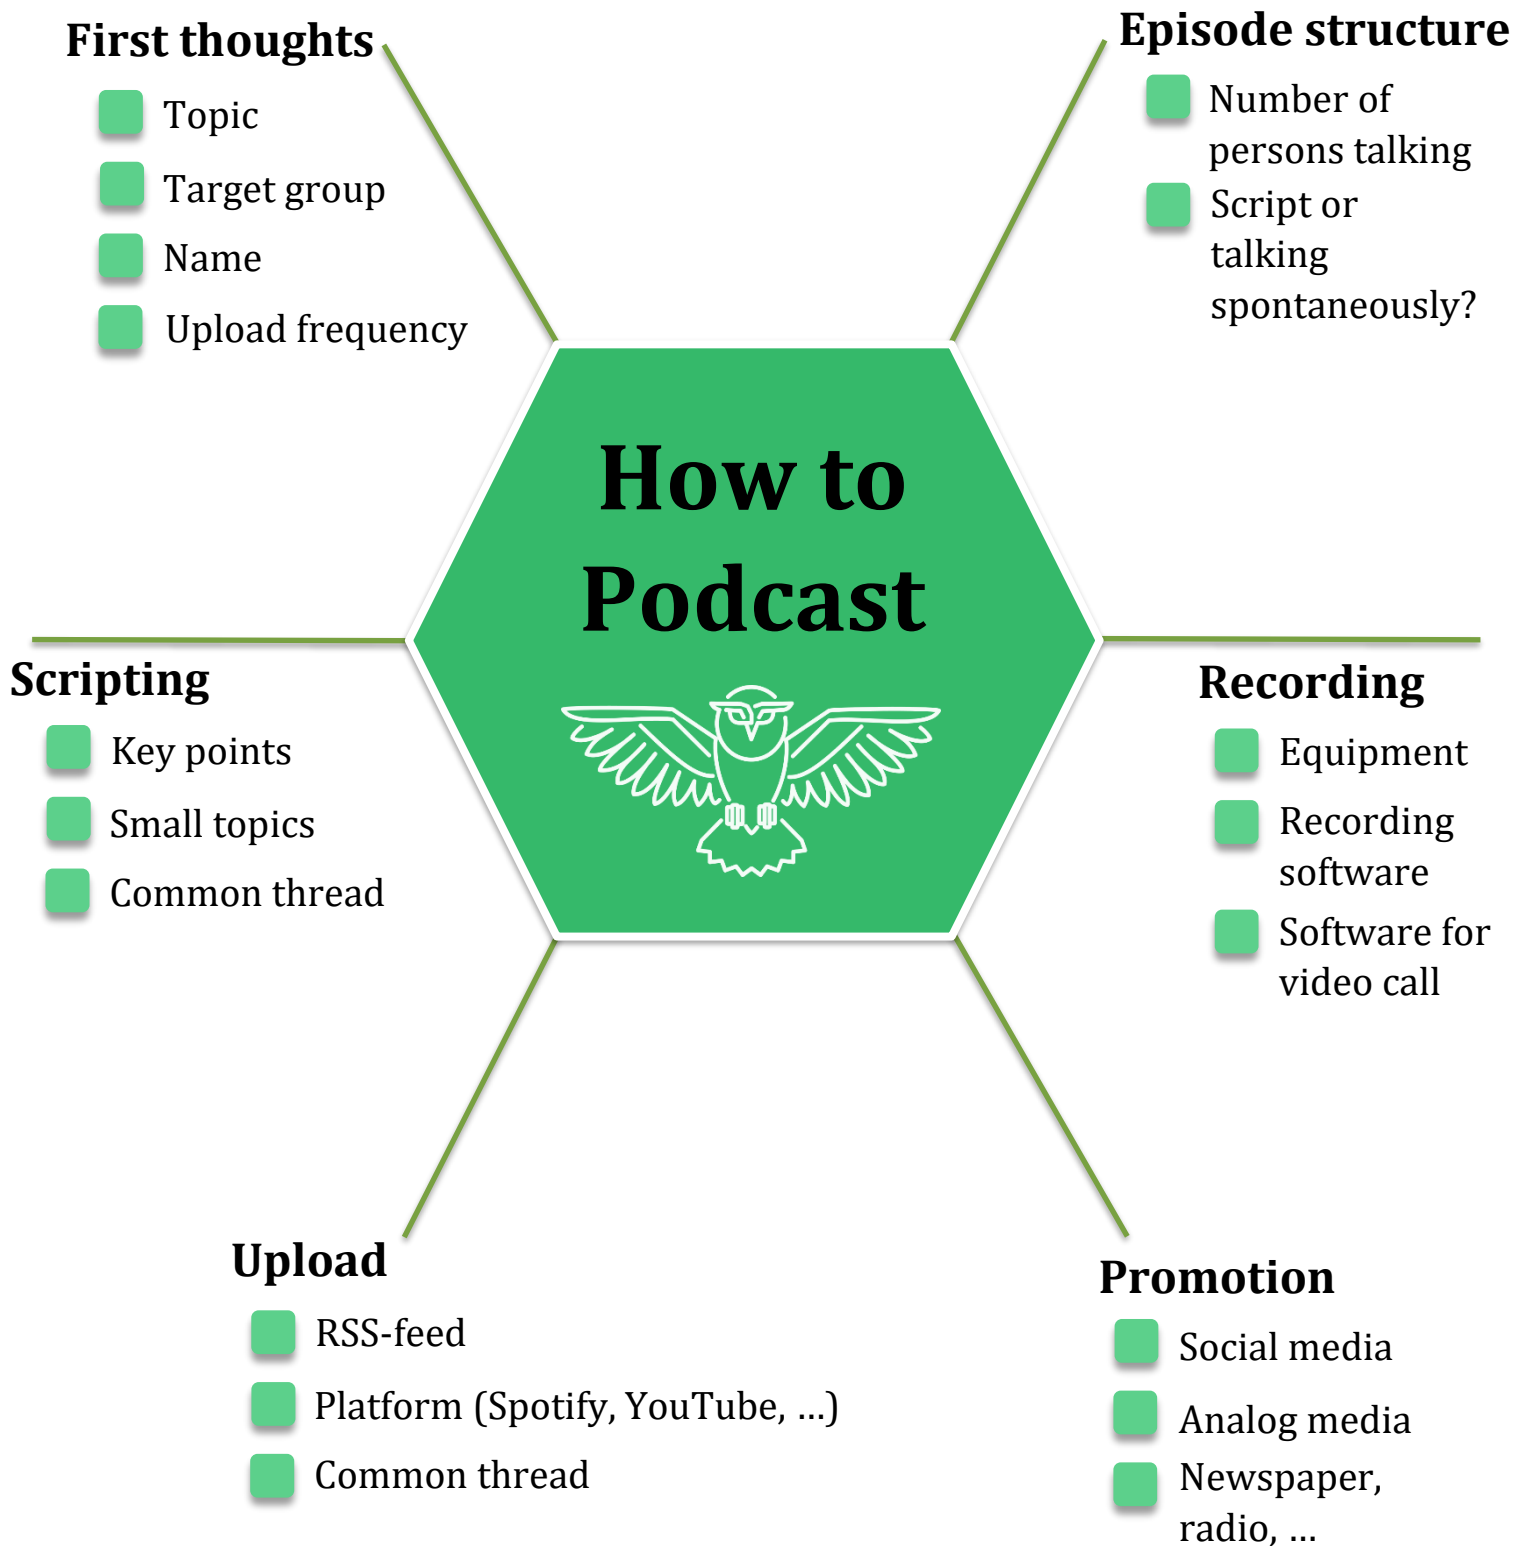 First thoughts
Topic
Target group
Name
Upload frequency
Episode structure
Number of
persons talking
Script or
talking
spontaneously?
How to
Podcast
Scripting
Key points
Small topics
Common thread
Recording
Equipment
Recording
software
Software for
video call
Upload
RSS-feed
Platform (Spotify, YouTube, ...)
Common thread
Promotion
Social media
Analog media
Newspaper,
radio, ...